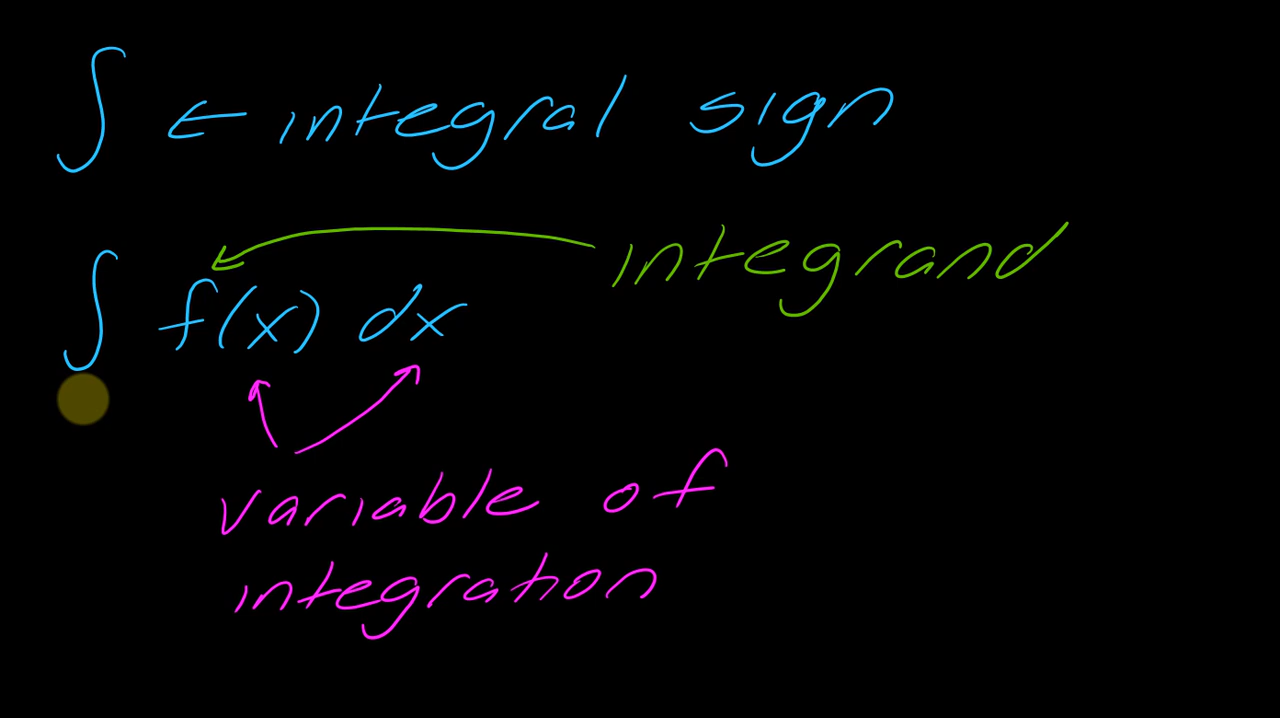 ∫ ← integral sign
integrand
∫ f(x) dx
variable of
integration